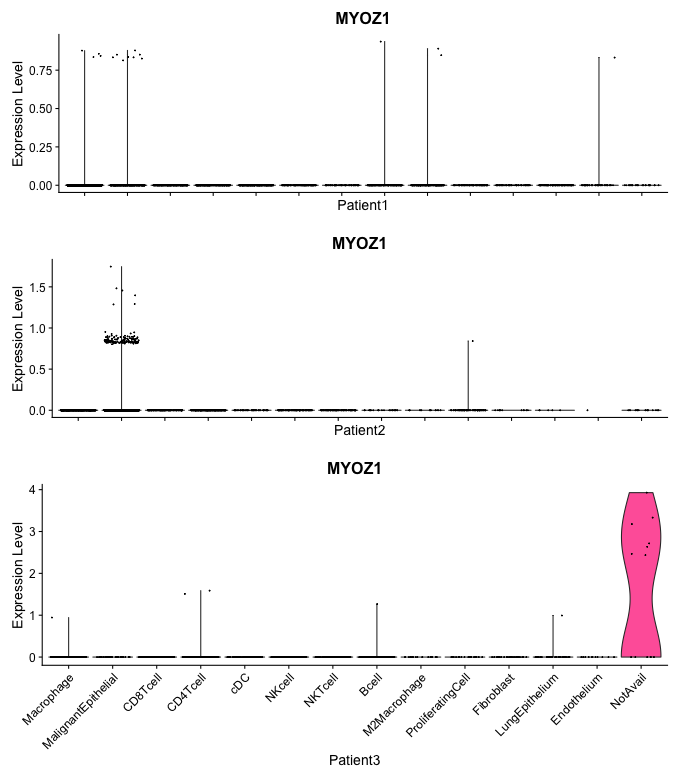 MYOZ1
Expression Level
0.75
0.50
0.25
0.00
Patient1
MYOZ1
Expression Level
1.5
1.0
0.5
0.0
Patient2
MYOZ1
Expression Level
4
3
2
1
0
Macrophage
MalignantEpithelial
CD8Tcell
CD4Tcell
cDC
NKcell
NKTcell
Bcell
M2Macrophage
ProliferatingCell
Fibroblast
LungEpithelium
Endothelium
NotAvail
Patient3